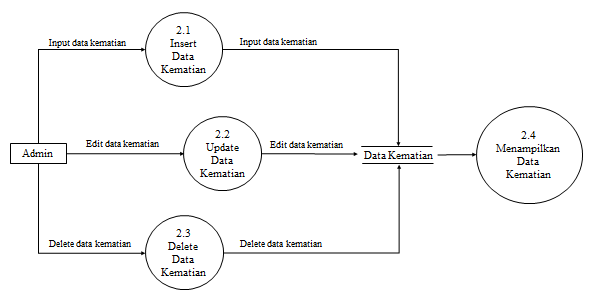 2.1
Insert
Data
Kematian
Input data kematian
Input data kematian
2.2
Update
Data
Kematian
Edit data kematian
Edit data kematian
Admin
Data Kematian
2.4
Menampilkan
Data
Kematian
2.3
Delete
Data
Kematian
Delete data kematian
Delete data kematian